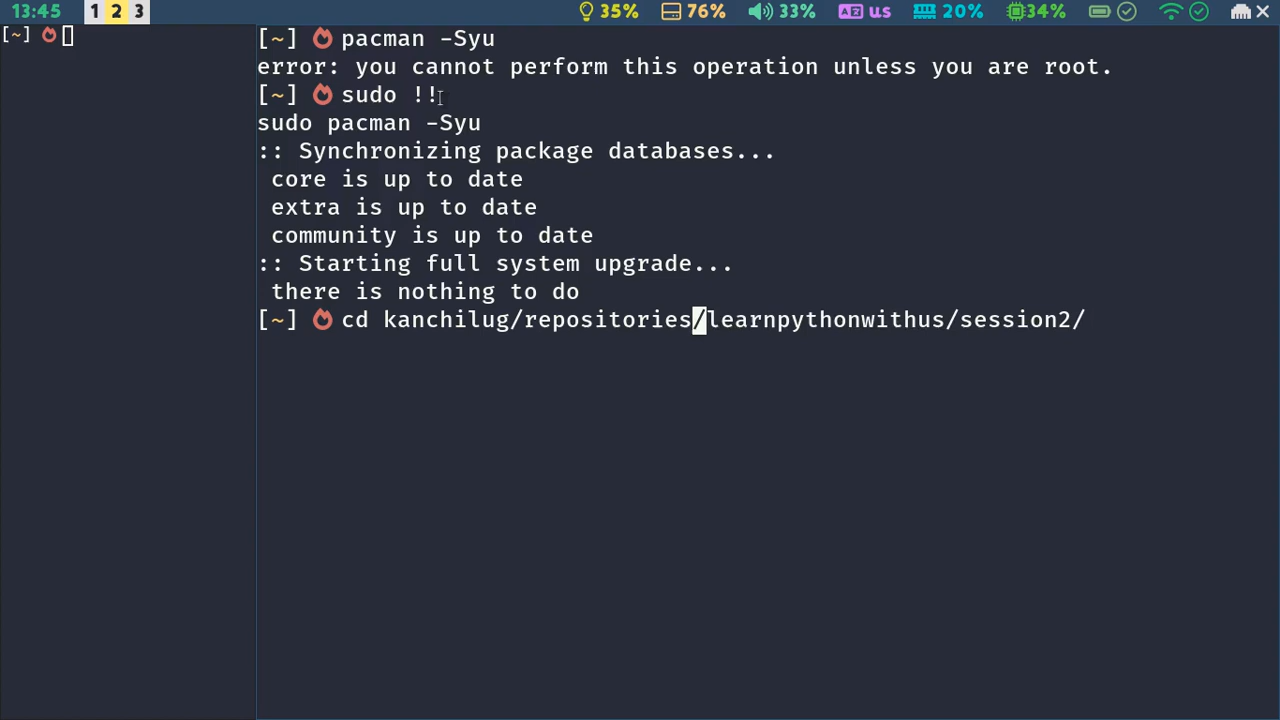 13:45 1 2 3 35% 76% 33% us 20% 34%
[~]
[~] pacman -Syu
error: you cannot perform this operation unless you are root.
[~] sudo !!
sudo pacman -Syu
:: Synchronizing package databases...
core is up to date
extra is up to date
community is up to date
:: Starting full system upgrade...
there is nothing to do
[~] cd kanchilug/repositories/learnpythonwithus/session2/